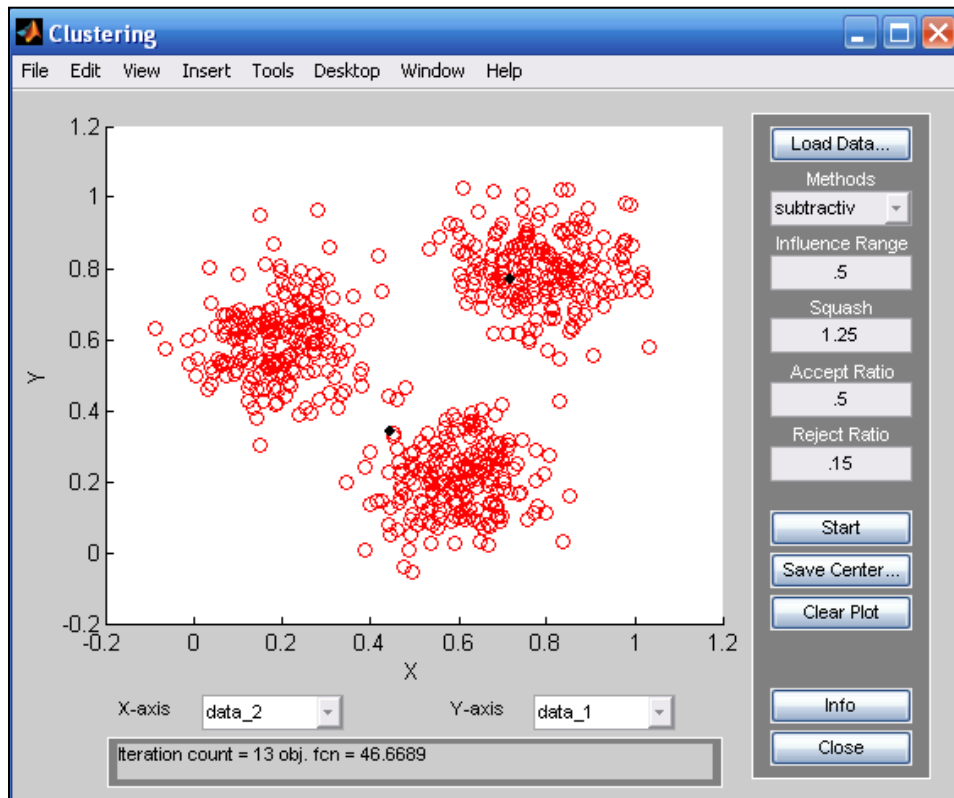 Clustering
File Edit View Insert Tools Desktop Window Help
1.2
1
0.8
0.6
0.4
0.2
0
-0.2
Y
-0.2 0 0.2 0.4 0.6 0.8 1 1.2
X
X-axis data_2 Y-axis data_1
Iteration count = 13 obj. fcn = 46.6689
Load Data...
Methods
subtractiv
Influence Range
.5
Squash
1.25
Accept Ratio
.5
Reject Ratio
.15
Start
Save Center...
Clear Plot
Info
Close